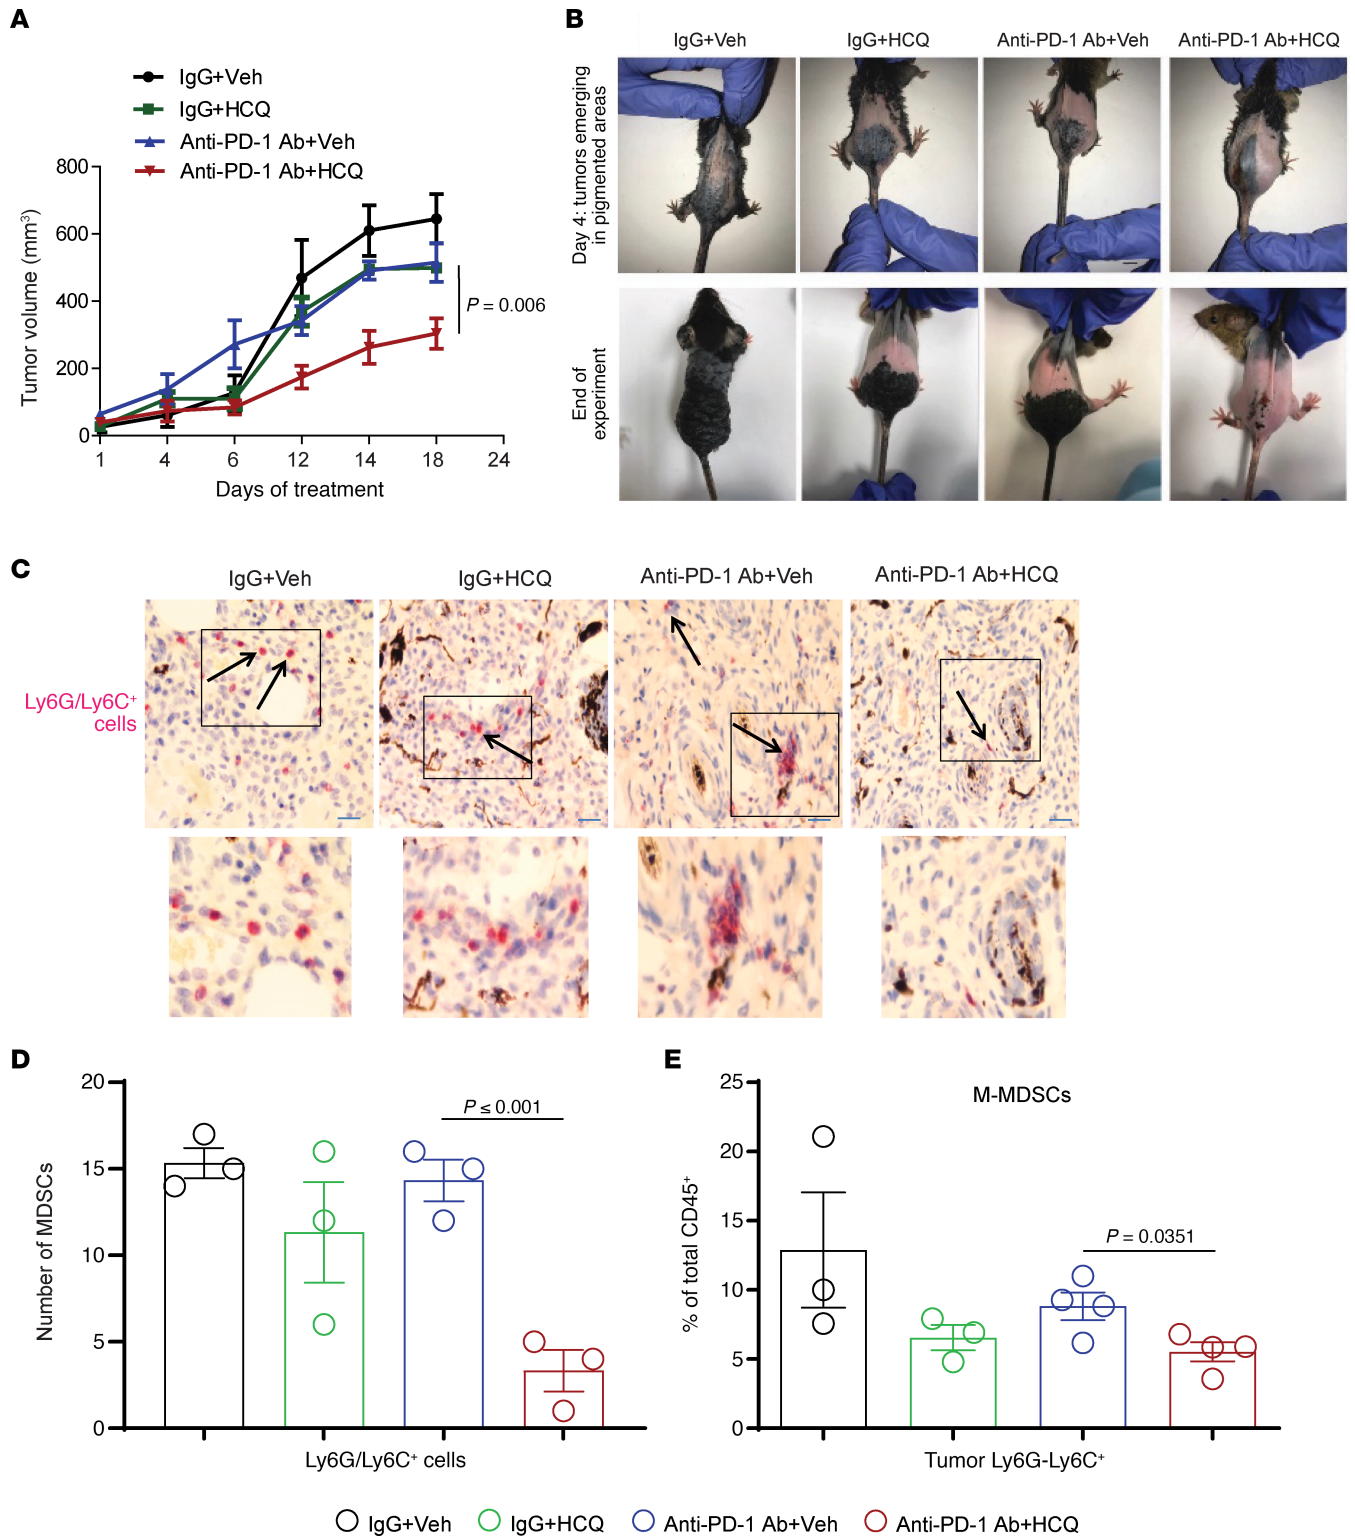 A
IgG+Veh
IgG+HCQ
Anti-PD-1 Ab+Veh
Anti-PD-1 Ab+HCQ
Tumor volume (mm³)
800
600
400
200
0
P = 0.006
1 4 6 12 14 18 24
Days of treatment
B
IgG+Veh IgG+HCQ Anti-PD-1 Ab+Veh Anti-PD-1 Ab+HCQ
Day 4: tumors emerging
in pigmented areas
End of
experiment
C
IgG+Veh IgG+HCQ Anti-PD-1 Ab+Veh Anti-PD-1 Ab+HCQ
Ly6G/Ly6C⁺
cells
D
Number of MDSCs
20
15
10
5
0
P ≤ 0.001
Ly6G/Ly6C⁺ cells
E
M-MDSCs
% of total CD45⁺
25
20
15
10
5
0
P = 0.0351
Tumor Ly6G-Ly6C⁺
IgG+Veh IgG+HCQ Anti-PD-1 Ab+Veh Anti-PD-1 Ab+HCQ